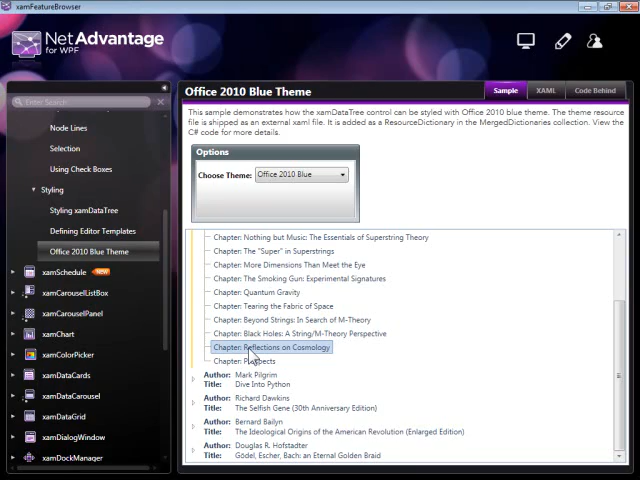 xamFeatureBrowser
NetAdvantage
for WPF
Enter Search:
Node Lines
Selection
Using Check Boxes
Styling
Styling xamDataTree
Defining Editor Templates
Office 2010 Blue Theme
xamSchedule NEW
xamCarouselListBox
xamCarouselPanel
xamChart
xamColorPicker
xamDataCards
xamDataCarousel
xamDataGrid
xamDialogWindow
xamDockManager
Office 2010 Blue Theme
Sample XAML Code Behind
This sample demonstrates how the xamDataTree control can be styled with Office 2010 blue theme. The theme resource
file is shipped as an external xaml file. It is added as a ResourceDictionary in the MergedDictionaries collection. View the
C# code for more details.
Options
Choose Theme: Office 2010 Blue
Chapter: Nothing but Music: The Essentials of Superstring Theory
Chapter: The "Super" in Superstrings
Chapter: More Dimensions Than Meet the Eye
Chapter: The Smoking Gun: Experimental Signatures
Chapter: Quantum Gravity
Chapter: Tearing the Fabric of Space
Chapter: Beyond Strings: In Search of M-Theory
Chapter: Black Holes: A String/M-Theory Perspective
Chapter: Reflections on Cosmology
Chapter:
Author: Mark Pilgrim
Title: Dive Into Python
Author: Richard Dawkins
Title: The Selfish Gene (30th Anniversary Edition)
Author: Bernard Bailyn
Title: The Ideological Origins of the American Revolution (Enlarged Edition)
Author: Douglas R. Hofstadter
Title: Gödel, Escher, Bach: an Eternal Golden Braid